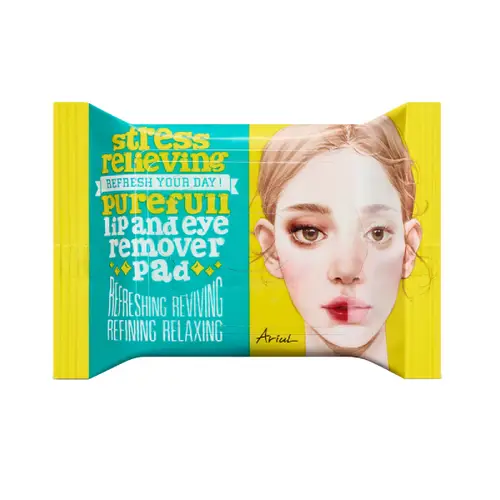 stress
relieving
REFRESH YOUR DAY!
purefull
lip and eye
remover
pad
REFRESHING REVIVING
REFINING RELAXING
Ariul